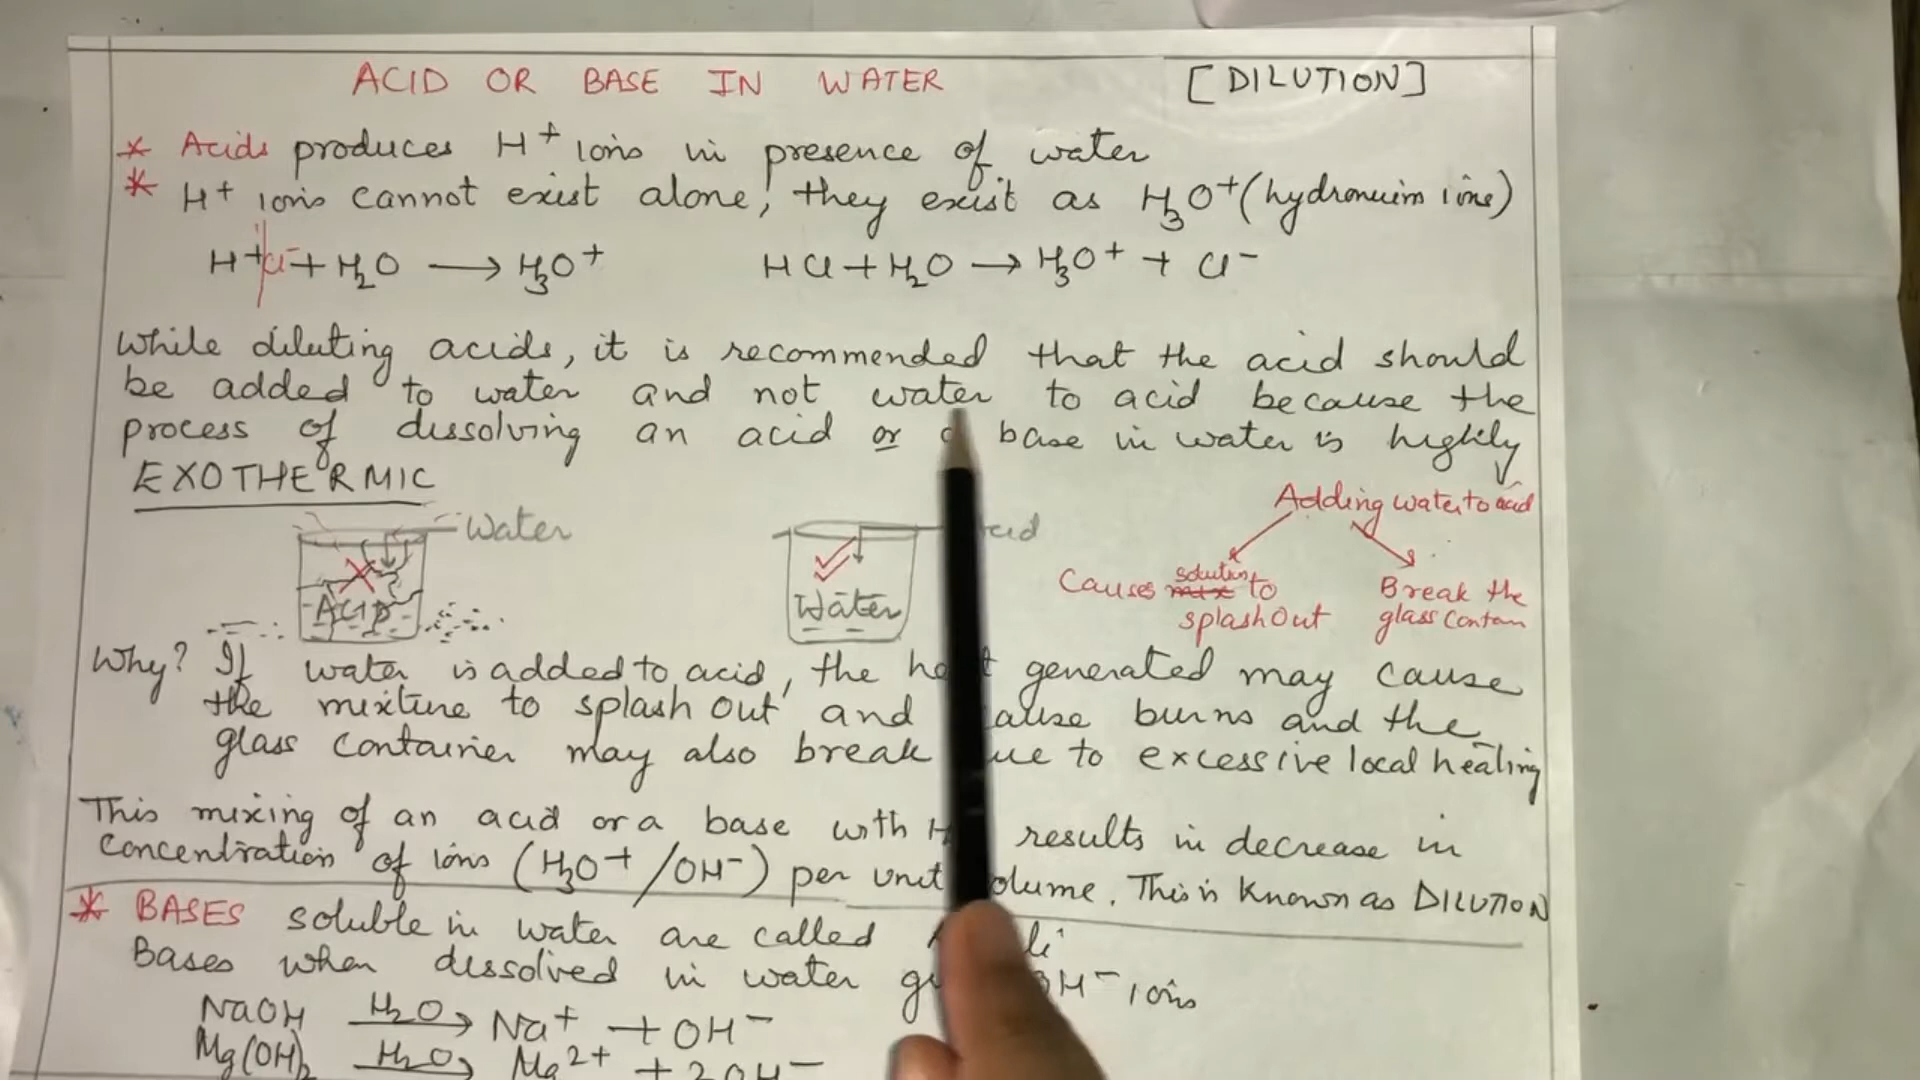 ACID OR BASE IN WATER [DILUTION]
* Acids produces H+ ions in presence of water
* H+ ions cannot exist alone, they exist as H₃O+ (hydronuim ions)
H+Cl- + H₂O → H₃O+ HCl + H₂O → H₃O+ + Cl-
While diluting acids, it is recommended that the acid should
be added to water and not water to acid because the
process of dissolving an acid or base in water is highly
EXOTHERMIC
Adding water to acid
Water
Water
ACID
Causes solution to
splash Out
Break the
glass contain
Why? If water is added to acid, the generated may cause
the mixture to splash out and burns and the
glass container may also break to excessive local heating
This mixing of an acid or a base with results in decrease in
Concentration of ions (H₃O+/OH-) per unit. This is known as DILUTION
* BASES soluble in water are called
Bases when dissolved in water OH- ions
NaOH H₂O→ Na+ + OH-
Mg(OH)₂ H₂O→ Mg2+ + 2OH-